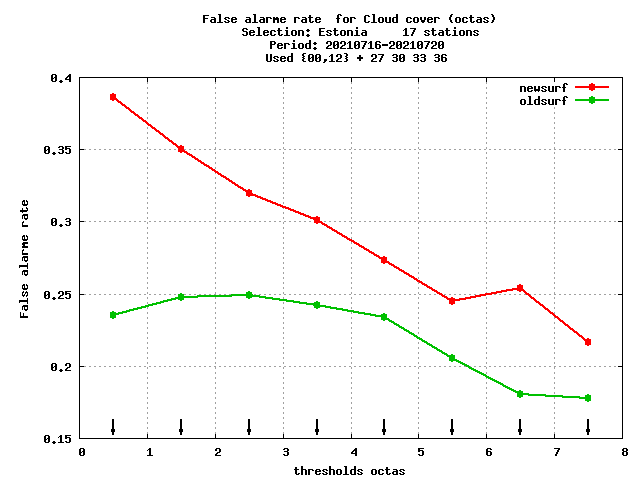 False alarme rate  for Cloud cover (octas)
Selection: Estonia     17 stations
Period: 20210716-20210720
Used {00,12} + 27 30 33 36
newsurf
oldsurf
0.4
0.35
0.3
0.25
0.2
0.15
False alarme rate
0 1 2 3 4 5 6 7 8
thresholds octas